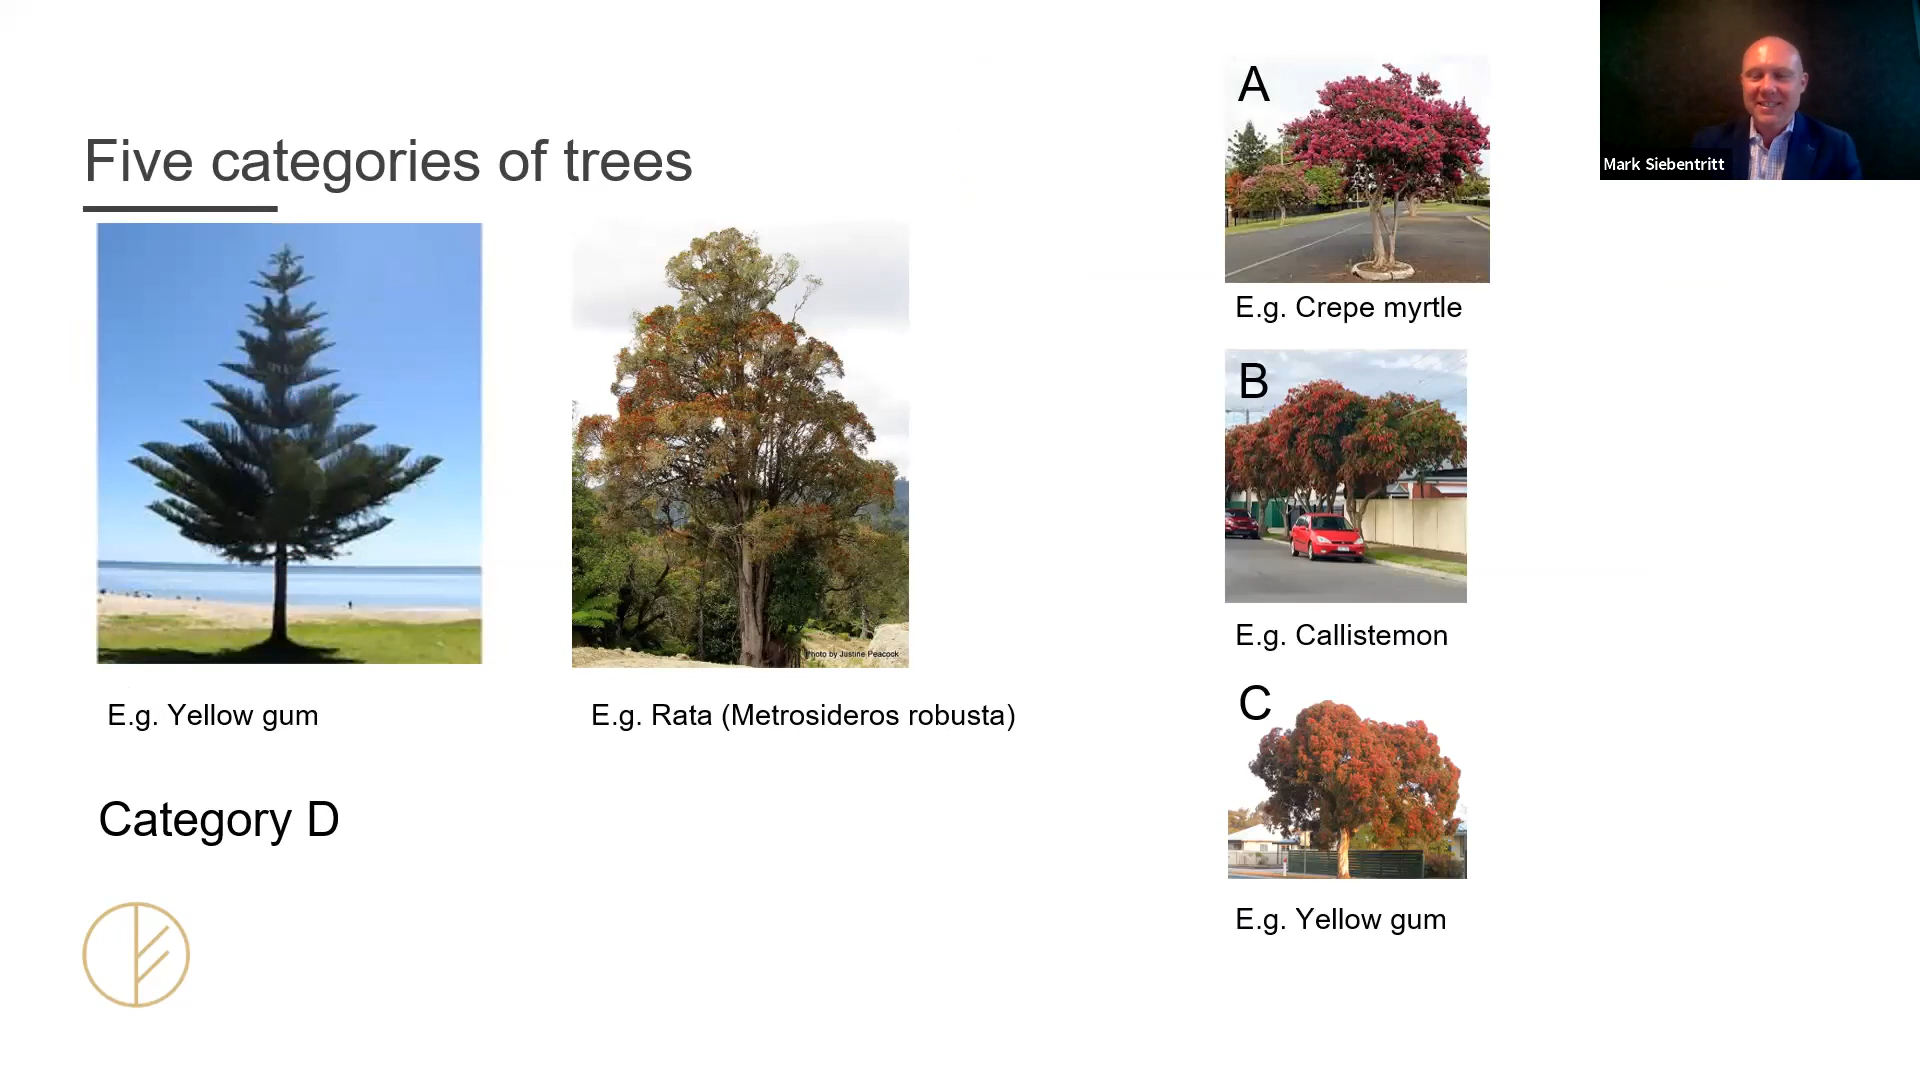 Five categories of trees
E.g. Yellow gum
Photo by Justine Peacock
E.g. Rata (Metrosideros robusta)
Category D
A
E.g. Crepe myrtle
B
E.g. Callistemon
C
E.g. Yellow gum
Mark Siebentritt